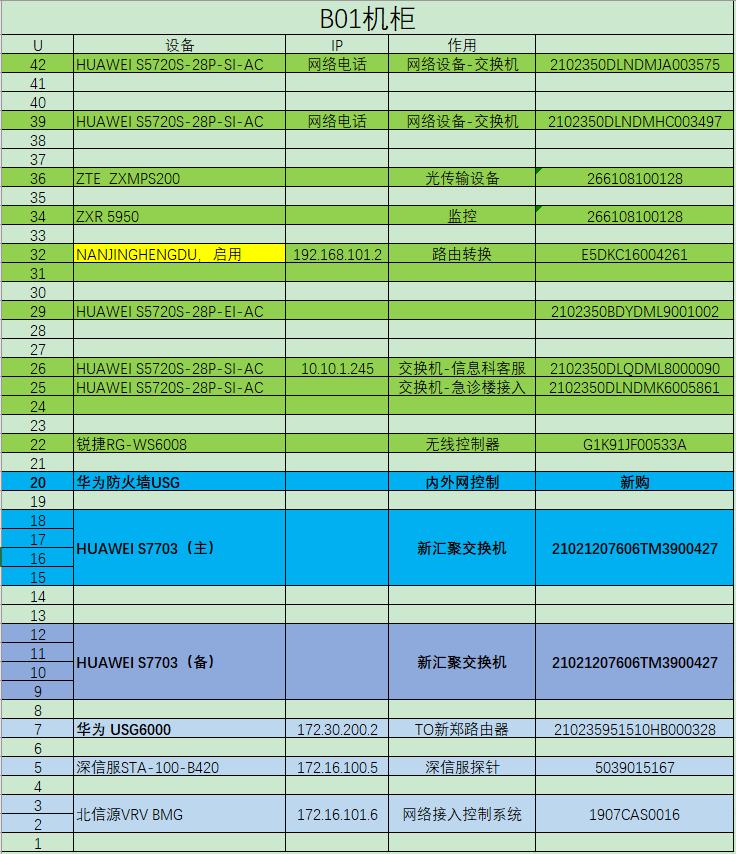 B01机柜
U 设备 IP 作用
42 HUAWEI S5720S-28P-SI-AC 网络电话 网络设备-交换机 2102350DLNDMJA003575
41
40
39 HUAWEI S5720S-28P-SI-AC 网络电话 网络设备-交换机 2102350DLNDMHC003497
38
37
36 ZTE ZXMPS200 光传输设备 266108100128
35
34 ZXR 5950 监控 266108100128
33
32 NANJINGHENGDU，启用 192.168.101.2 路由转换 E5DKC16004261
31
30
29 HUAWEI S5720S-28P-EI-AC 2102350BDYDML9001002
28
27
26 HUAWEI S5720S-28P-SI-AC 10.10.1.245 交换机-信息科客服 2102350DLQDML8000090
25 HUAWEI S5720S-28P-SI-AC 交换机-急诊楼接入 2102350DLNDMK6005861
24
23
22 锐捷RG-WS6008 无线控制器 G1K91JF00533A
21
20 华为防火墙USG 内外网控制 新购
19
18
17
HUAWEI S7703（主） 新汇聚交换机 21021207606TM3900427
16
15
14
13
12
11
HUAWEI S7703（备） 新汇聚交换机 21021207606TM3900427
10
9
8
7 华为 USG6000 172.30.200.2 TO新郑路由器 210235951510HB000328
6
5 深信服STA-100-B420 172.16.100.5 深信服探针 5039015167
4
3
北信源VRV BMG 172.16.101.6 网络接入控制系统 1907CAS0016
2
1